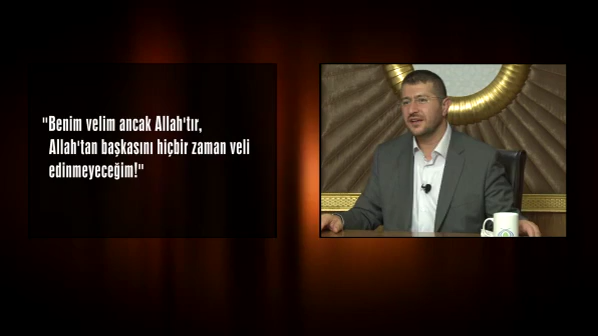 "Benim velim ancak Allah'tır,
Allah'tan başkasını hiçbir zaman veli
edinmeyeceğim!"